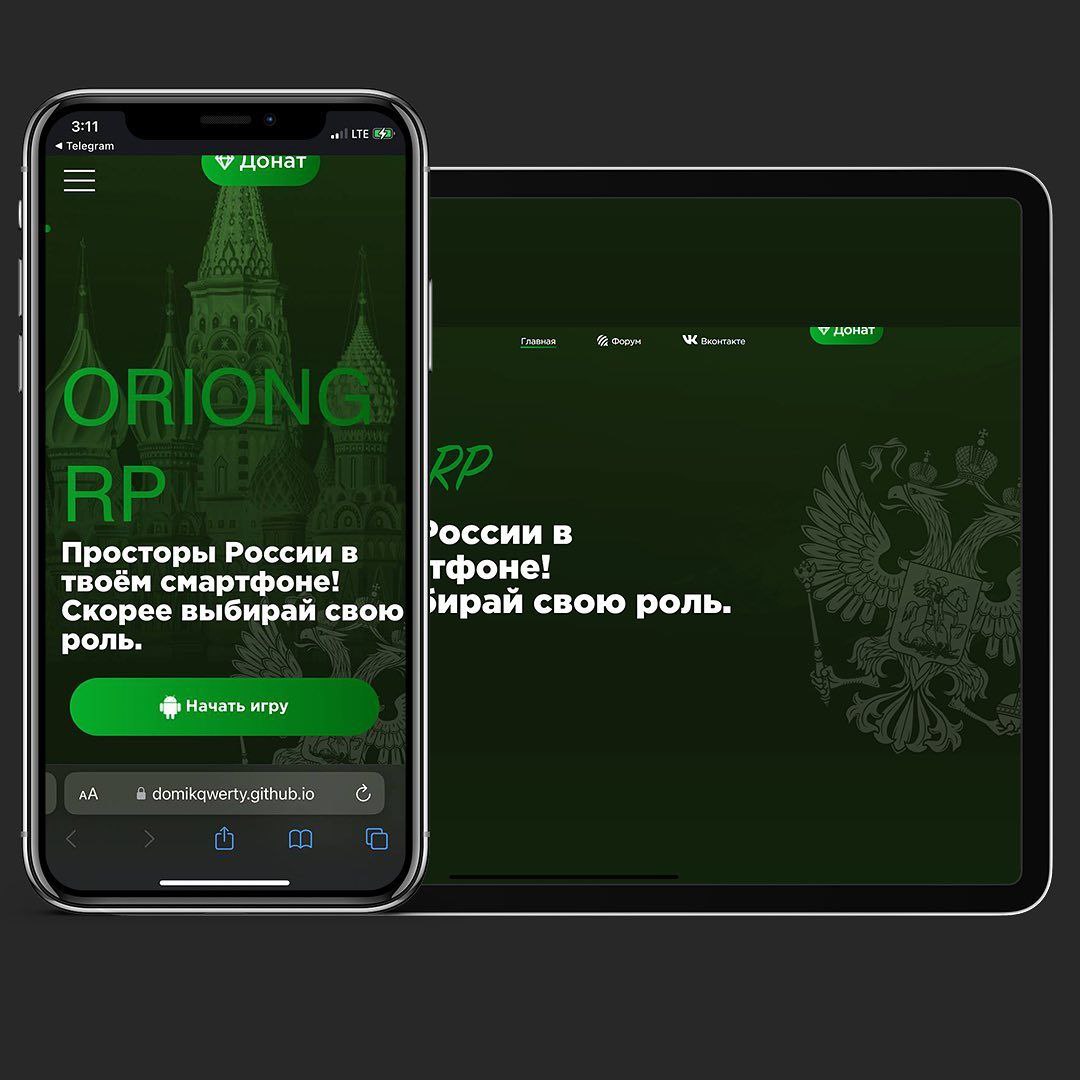 3:11
LTE
◀ Telegram
Донат
ORIONG
RP
Просторы России в
твоём смартфоне!
Скорее выбирай свою
роль.
Начать игру
AA
domikqwerty.github.io
Главная
Форум
Вконтакте
Донат
RP
России в
тфоне!
бирай свою роль.